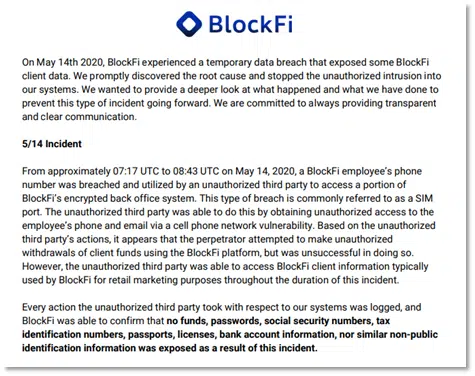 BlockFi
On May 14th 2020, BlockFi experienced a temporary data breach that exposed some BlockFi
client data. We promptly discovered the root cause and stopped the unauthorized intrusion into
our systems. We wanted to provide a deeper look at what happened and what we have done to
prevent this type of incident going forward. We are committed to always providing transparent
and clear communication.
5/14 Incident
From approximately 07:17 UTC to 08:43 UTC on May 14, 2020, a BlockFi employee's phone
number was breached and utilized by an unauthorized third party to access a portion of
BlockFi's encrypted back office system. This type of breach is commonly referred to as a SIM
port. The unauthorized third party was able to do this by obtaining unauthorized access to the
employee's phone and email via a cell phone network vulnerability. Based on the unauthorized
third party's actions, it appears that the perpetrator attempted to make unauthorized
withdrawals of client funds using the BlockFi platform, but was unsuccessful in doing so.
However, the unauthorized third party was able to access BlockFi client information typically
used by BlockFi for retail marketing purposes throughout the duration of this incident.
Every action the unauthorized third party took with respect to our systems was logged, and
BlockFi was able to confirm that no funds, passwords, social security numbers, tax
identification numbers, passports, licenses, bank account information, nor similar non-public
identification information was exposed as a result of this incident.